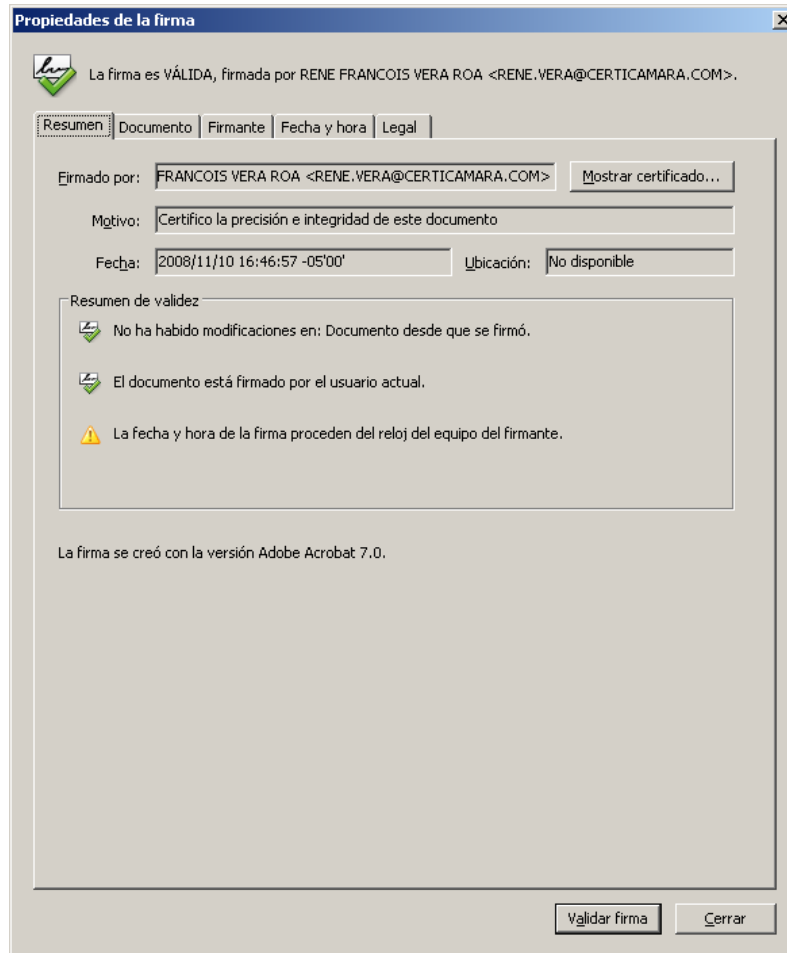 Propiedades de la firma
La firma es VÁLIDA, firmada por RENE FRANCOIS VERA ROA <RENE.VERA@CERTICAMARA.COM>.
Resumen Documento Firmante Fecha y hora Legal
Firmado por: FRANCOIS VERA ROA <RENE.VERA@CERTICAMARA.COM> Mostrar certificado...
Motivo: Certifico la precisión e integridad de este documento
Fecha: 2008/11/10 16:46:57 -05'00' Ubicación: No disponible
Resumen de validez
No ha habido modificaciones en: Documento desde que se firmó.
El documento está firmado por el usuario actual.
La fecha y hora de la firma proceden del reloj del equipo del firmante.
La firma se creó con la versión Adobe Acrobat 7.0.
Validar firma Cerrar